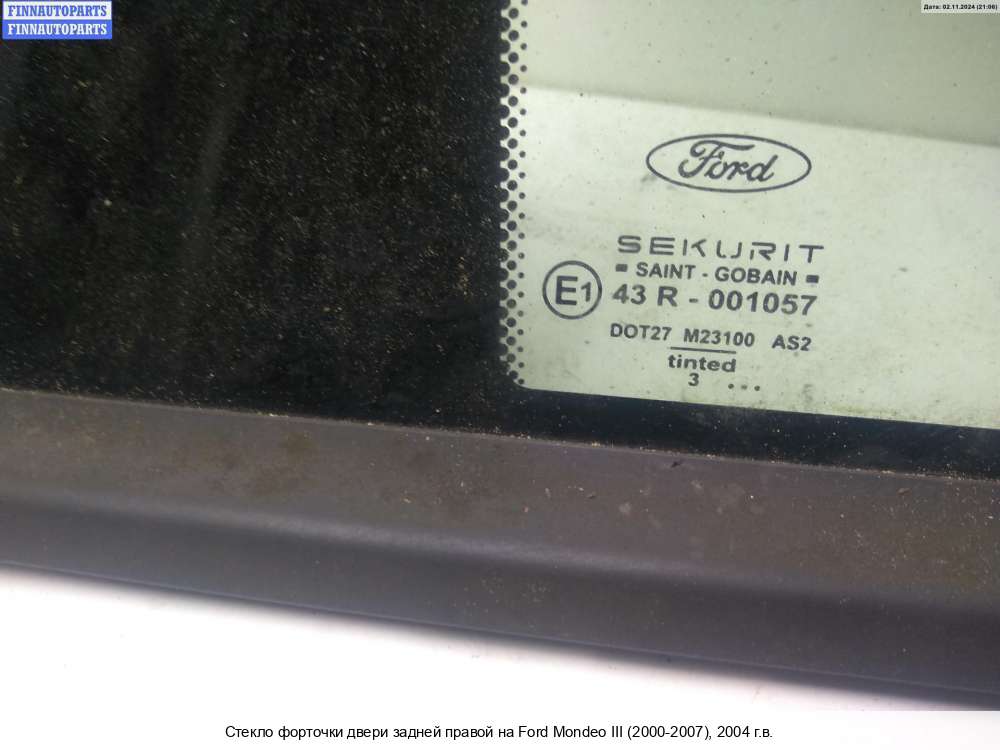 FINNAUTOPARTS
FINNAUTOPARTS
Дата: 02.11.2024 (21:06)
Ford
SEKURIT
SAINT - GOBAIN
E1 43 R - 001057
DOT27 M23100 AS2
tinted
3 ...
Стекло форточки двери задней правой на Ford Mondeo III (2000-2007), 2004 г.в.